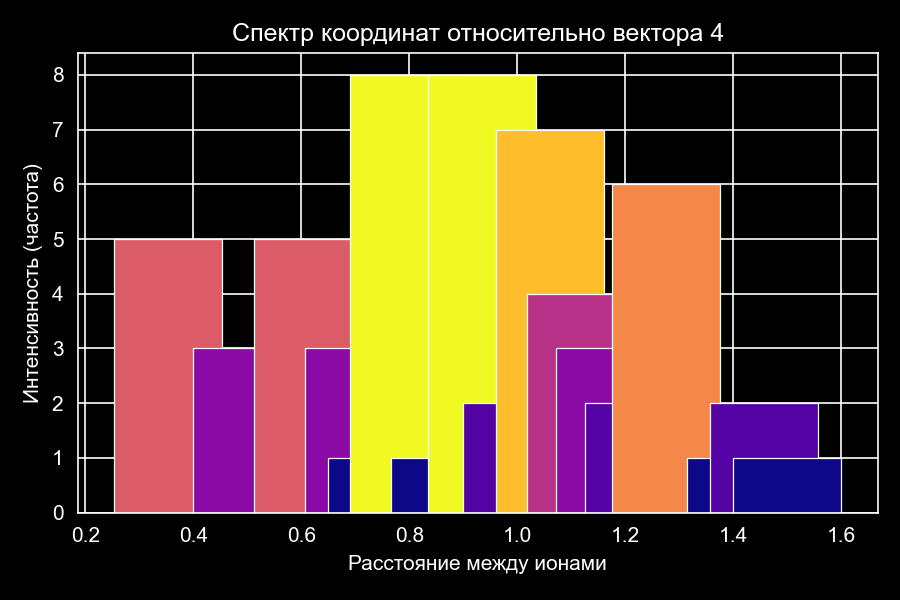 Спектр координат относительно вектора 4
Интенсивность (частота)
8
7
6
5
4
3
2
1
0
0.2 0.4 0.6 0.8 1.0 1.2 1.4 1.6
Расстояние между ионами